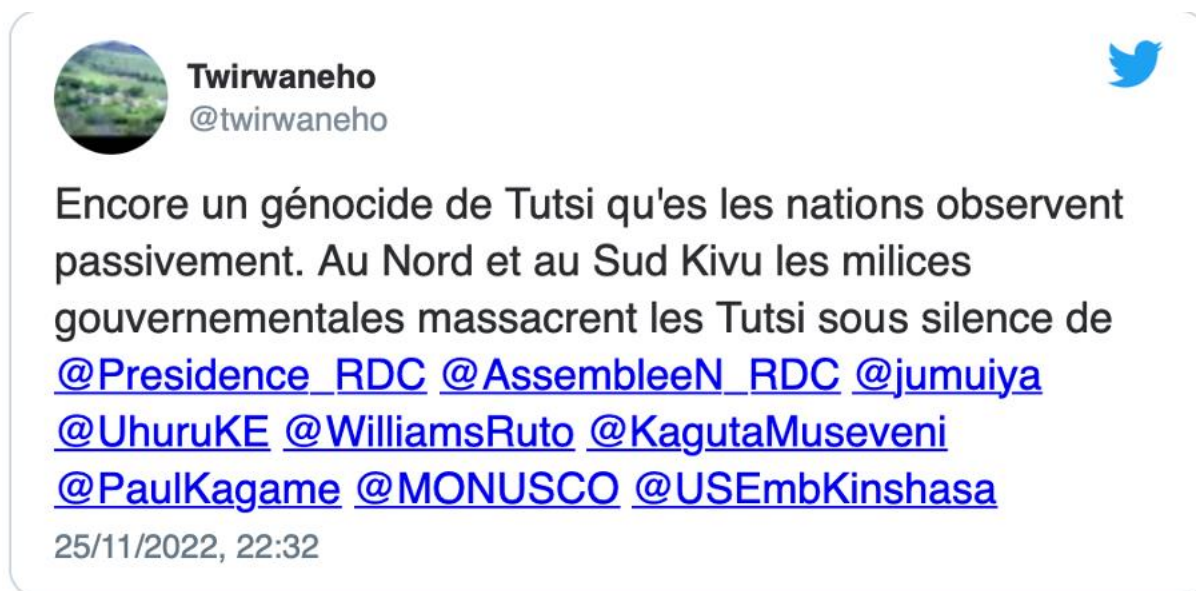 Twirwaneho
@twirwaneho
Encore un génocide de Tutsi qu'es les nations observent
passivement. Au Nord et au Sud Kivu les milices
gouvernementales massacrent les Tutsi sous silence de
@Presidence_RDC @AssembleeN_RDC @jumuiya
@UhuruKE @WilliamsRuto @KagutaMuseveni
@PaulKagame @MONUSCO @USEmbKinshasa
25/11/2022, 22:32